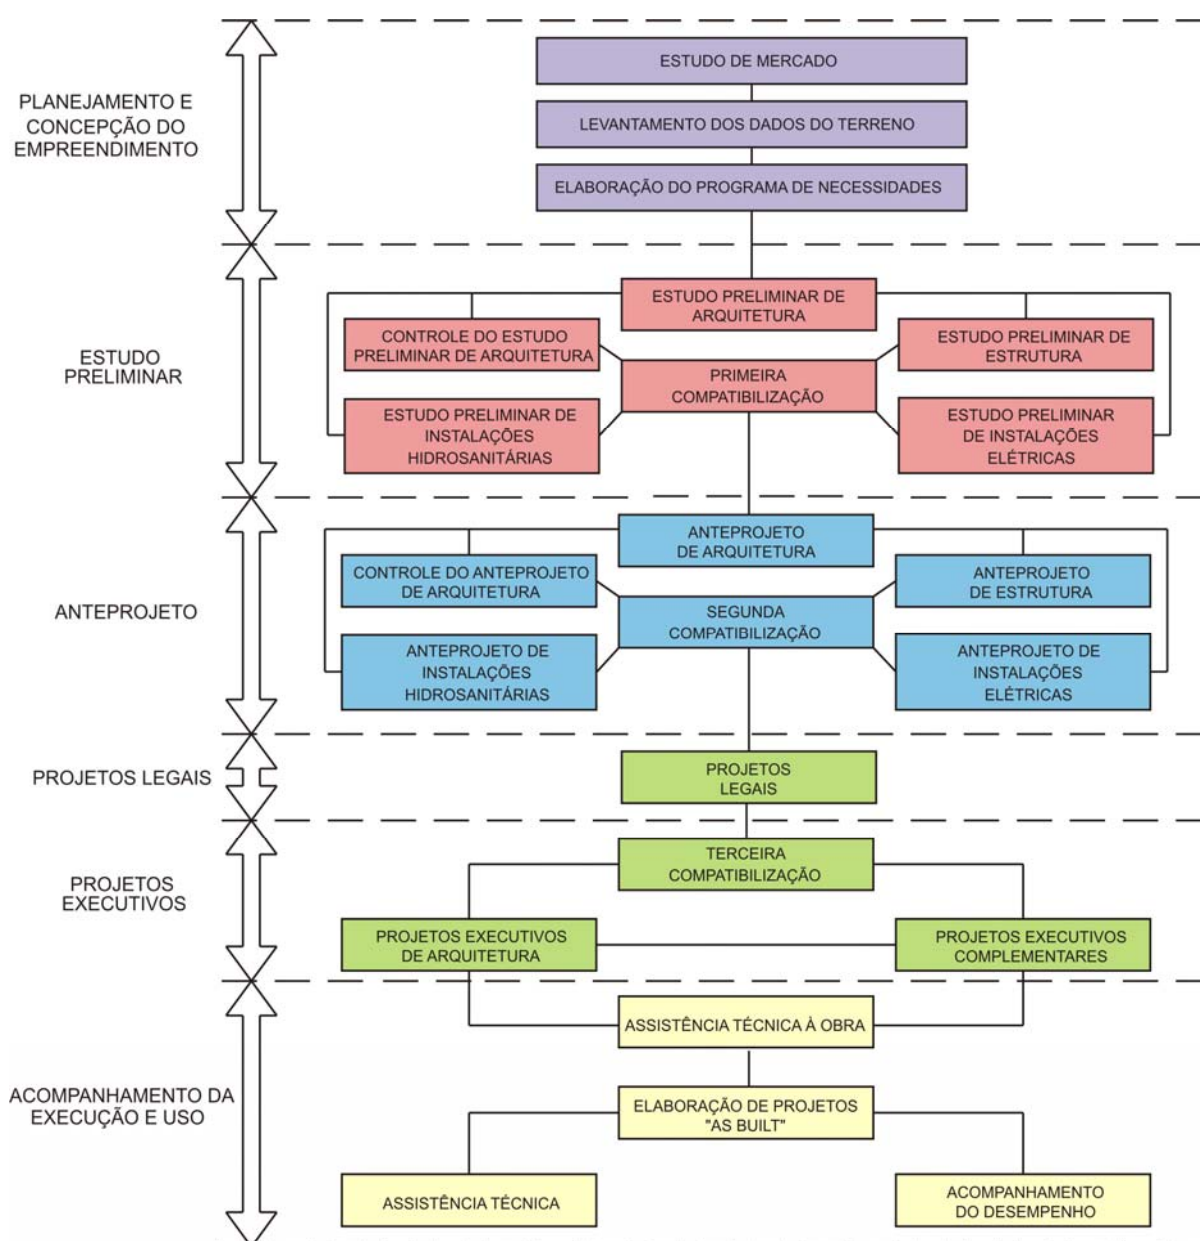 PLANEJAMENTO E
CONCEPÇÃO DO
EMPREENDIMENTO
ESTUDO DE MERCADO
LEVANTAMENTO DOS DADOS DO TERRENO
ELABORAÇÃO DO PROGRAMA DE NECESSIDADES
ESTUDO
PRELIMINAR
ESTUDO PRELIMINAR DE
ARQUITETURA
CONTROLE DO ESTUDO
PRELIMINAR DE ARQUITETURA
ESTUDO PRELIMINAR DE
ESTRUTURA
PRIMEIRA
COMPATIBILIZAÇÃO
ESTUDO PRELIMINAR DE
INSTALAÇÕES
HIDROSANITÁRIAS
ESTUDO PRELIMINAR
DE INSTALAÇÕES
ELÉTRICAS
ANTEPROJETO
ANTEPROJETO
DE ARQUITETURA
CONTROLE DO ANTEPROJETO
DE ARQUITETURA
ANTEPROJETO
DE ESTRUTURA
SEGUNDA
COMPATIBILIZAÇÃO
ANTEPROJETO DE
INSTALAÇÕES
HIDROSANITÁRIAS
ANTEPROJETO DE
INSTALAÇÕES
ELÉTRICAS
PROJETOS LEGAIS
PROJETOS
LEGAIS
PROJETOS
EXECUTIVOS
TERCEIRA
COMPATIBILIZAÇÃO
PROJETOS EXECUTIVOS
DE ARQUITETURA
PROJETOS EXECUTIVOS
COMPLEMENTARES
ACOMPANHAMENTO DA
EXECUÇÃO E USO
ASSISTÊNCIA TÉCNICA À OBRA
ELABORAÇÃO DE PROJETOS
"AS BUILT"
ASSISTÊNCIA TÉCNICA
ACOMPANHAMENTO
DO DESEMPENHO